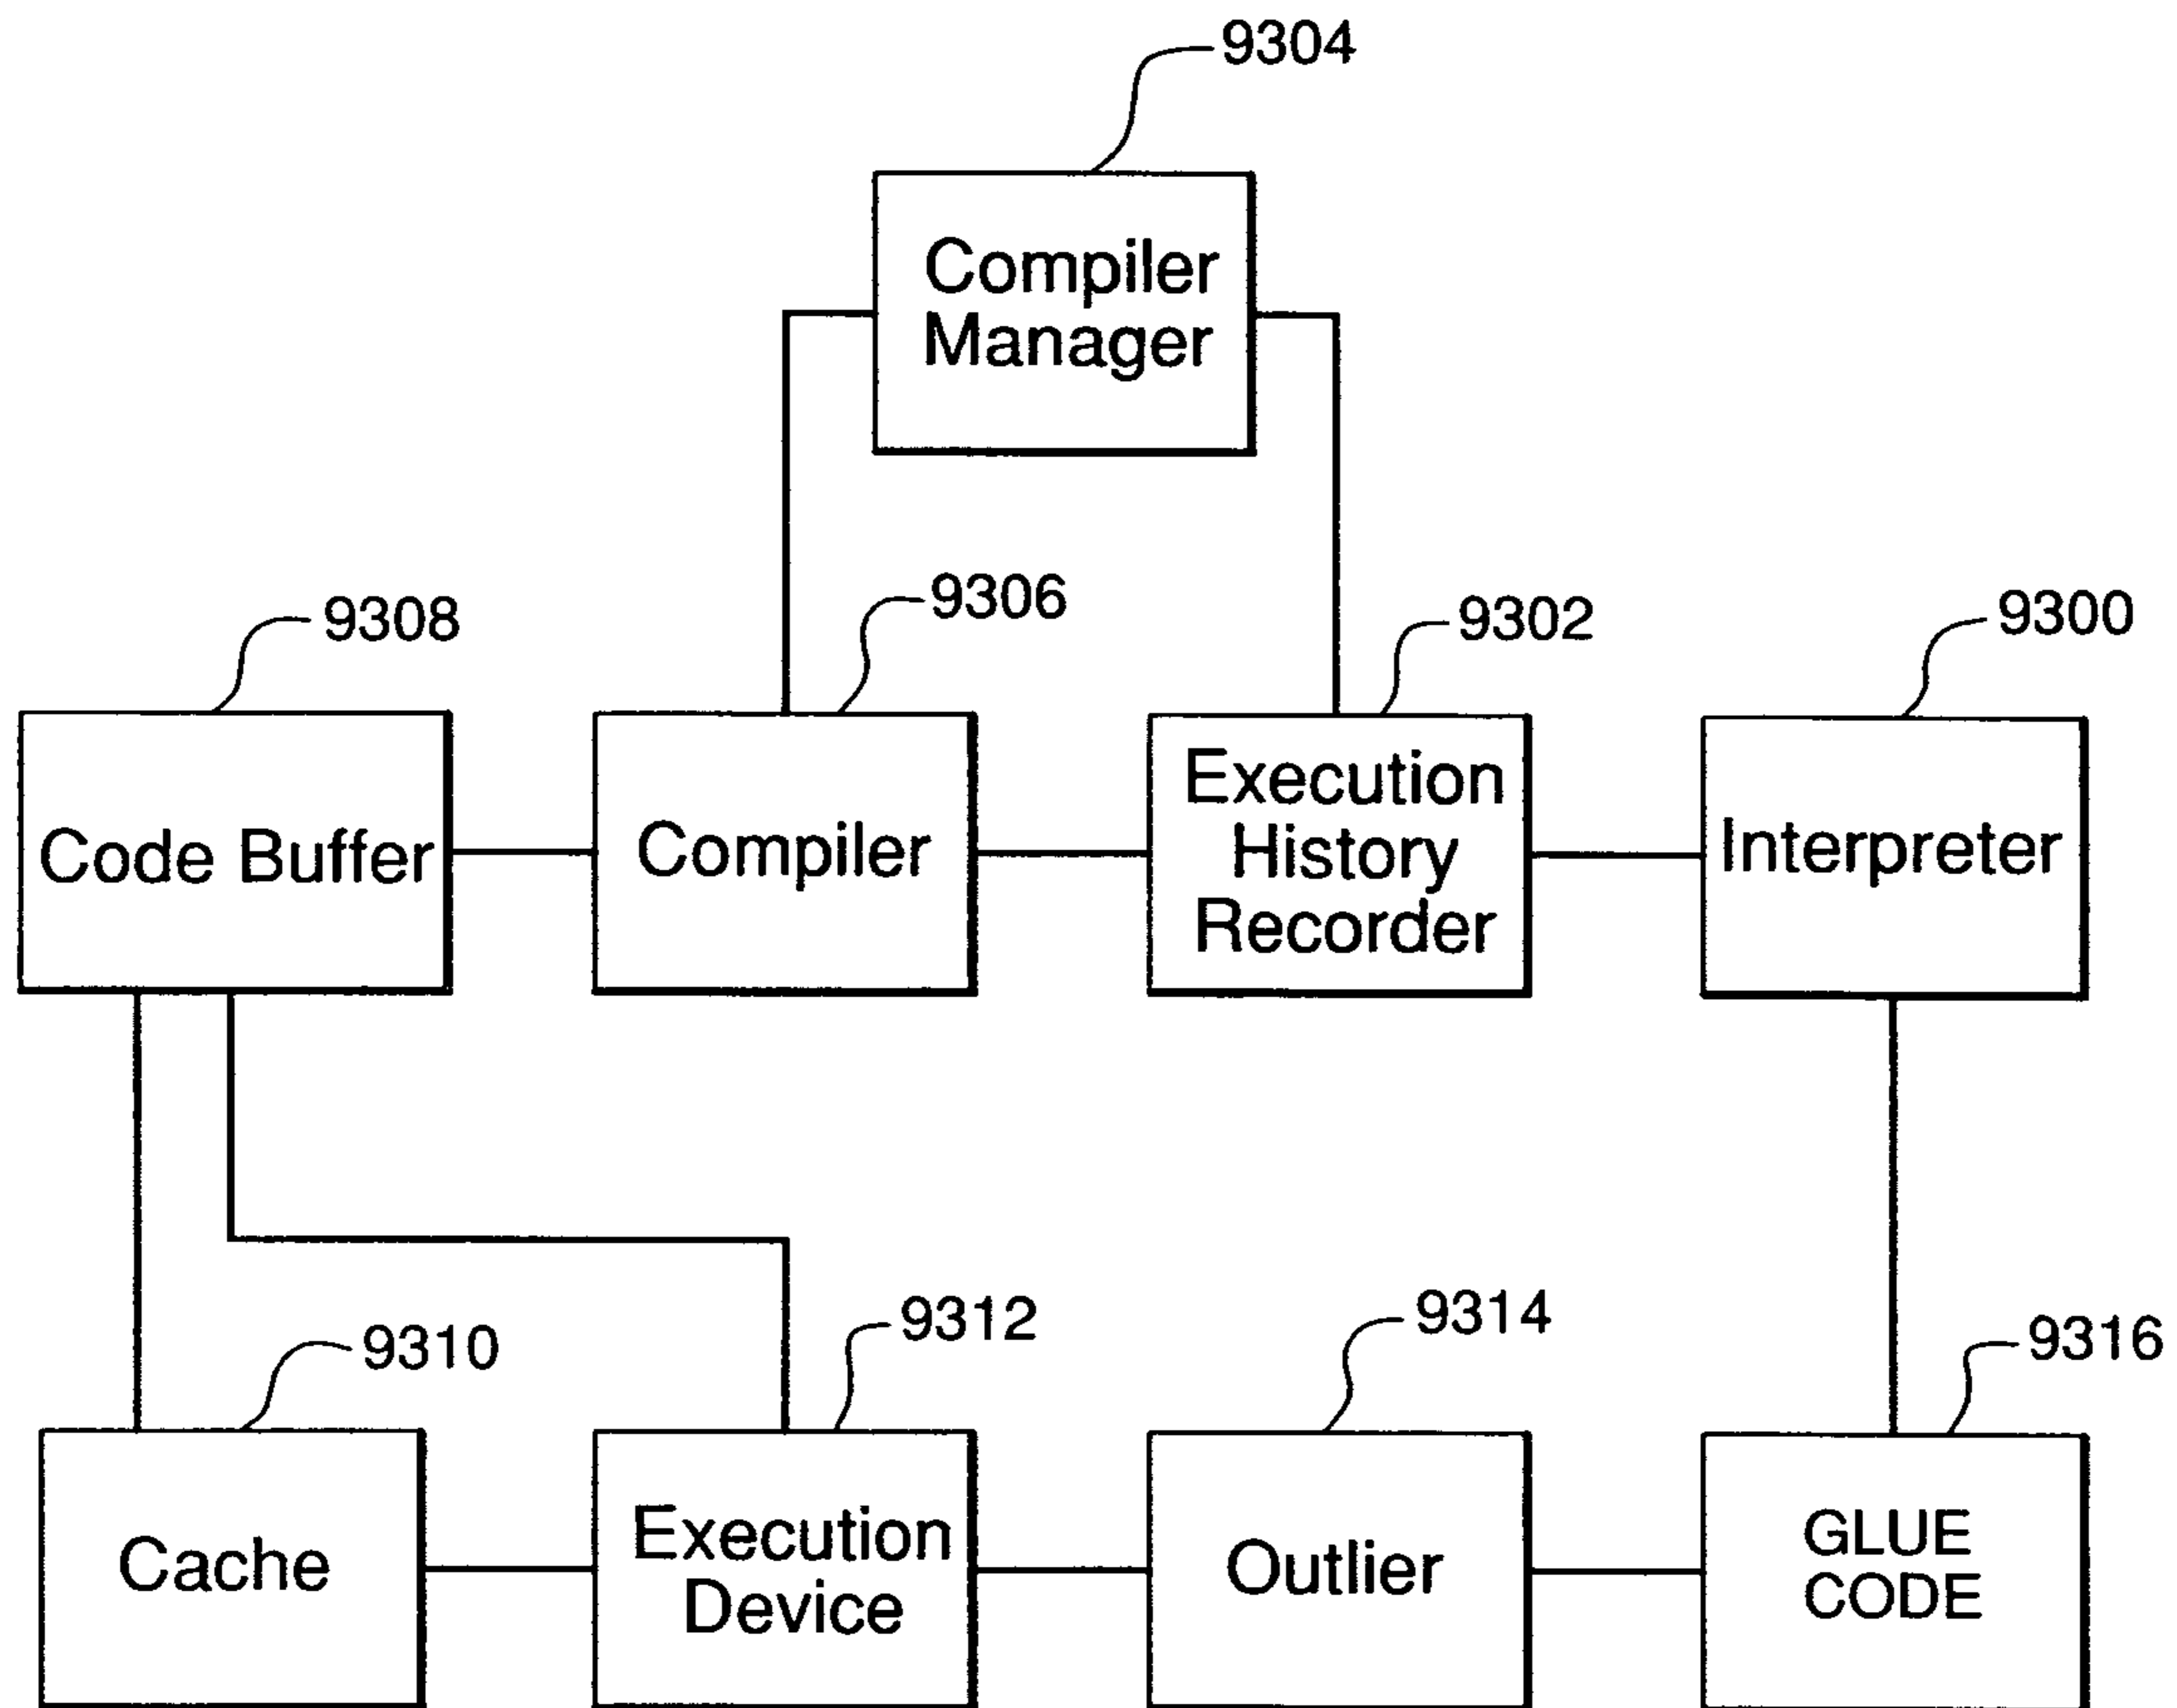 9304
Compiler
Manager
9308
9306
9302
9300
Code Buffer
Compiler
Execution
History
Recorder
Interpreter
9310
9312
9314
9316
Cache
Execution
Device
Outlier
GLUE
CODE